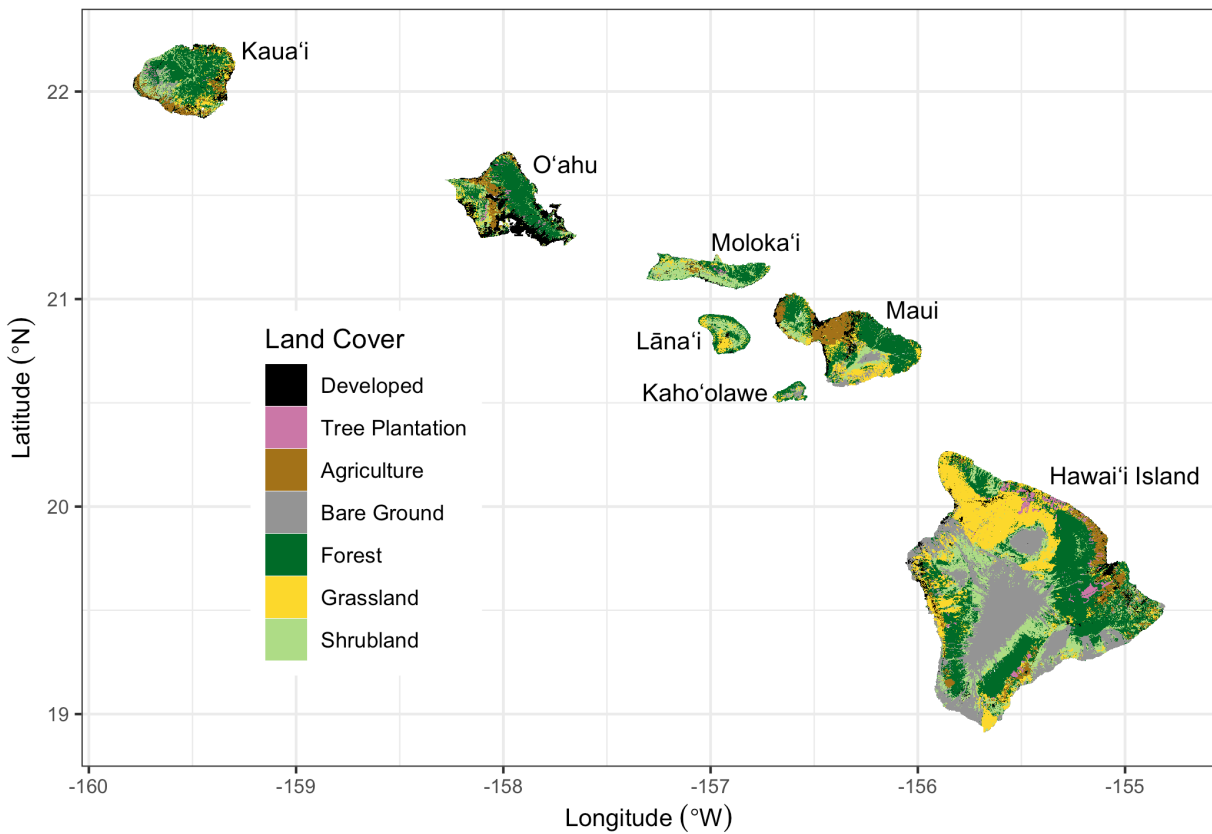 Kauaʻi
Oʻahu
Molokaʻi
Maui
Lānaʻi
Kahoʻolawe
Hawaiʻi Island
Land Cover
Developed
Tree Plantation
Agriculture
Bare Ground
Forest
Grassland
Shrubland
Latitude (°N)
22
21
20
19
-160
-159
-158
-157
-156
-155
Longitude (°W)